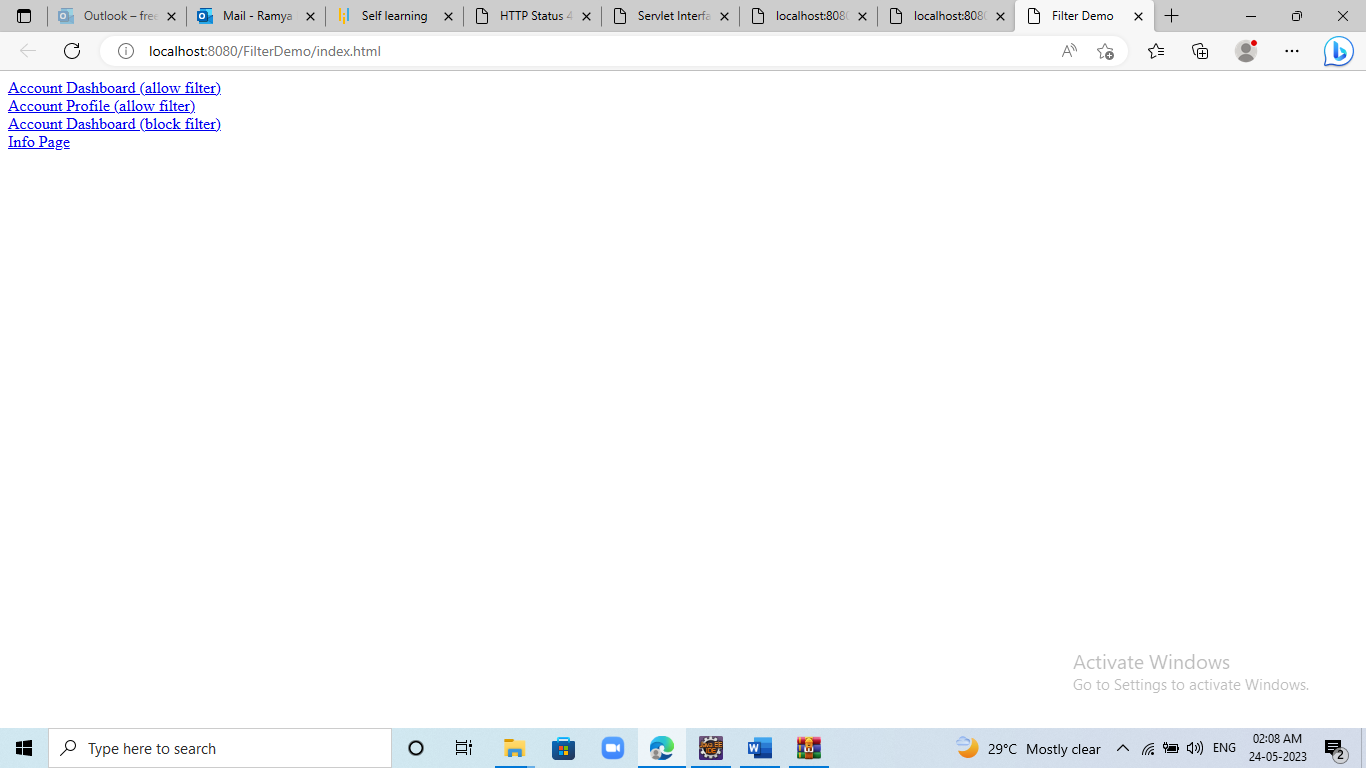 Outlook – free
Mail - Ramya
Self learning
HTTP Status 4
Servlet Interfa
localhost:808
localhost:808
Filter Demo
localhost:8080/FilterDemo/index.html
Account Dashboard (allow filter)
Account Profile (allow filter)
Account Dashboard (block filter)
Info Page
Activate Windows
Go to Settings to activate Windows.
Type here to search
29°C Mostly clear
ENG
02:08 AM
24-05-2023
2